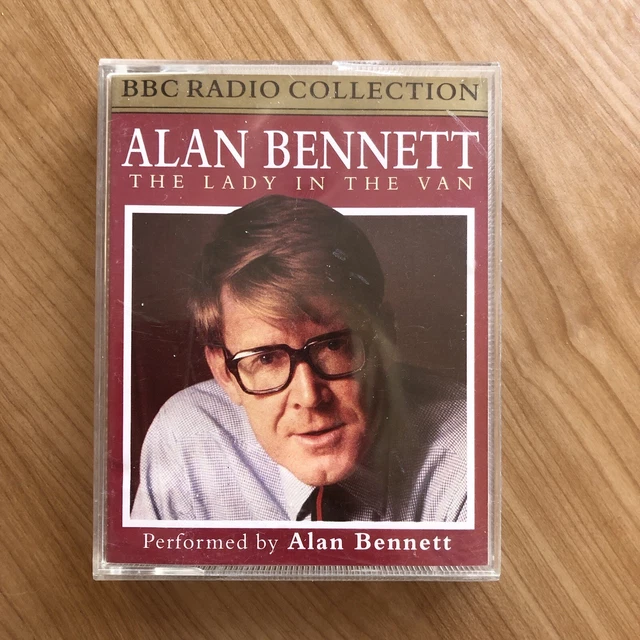 BBC RADIO COLLECTION
ALAN BENNETT
THE LADY IN THE VAN
Performed by Alan Bennett